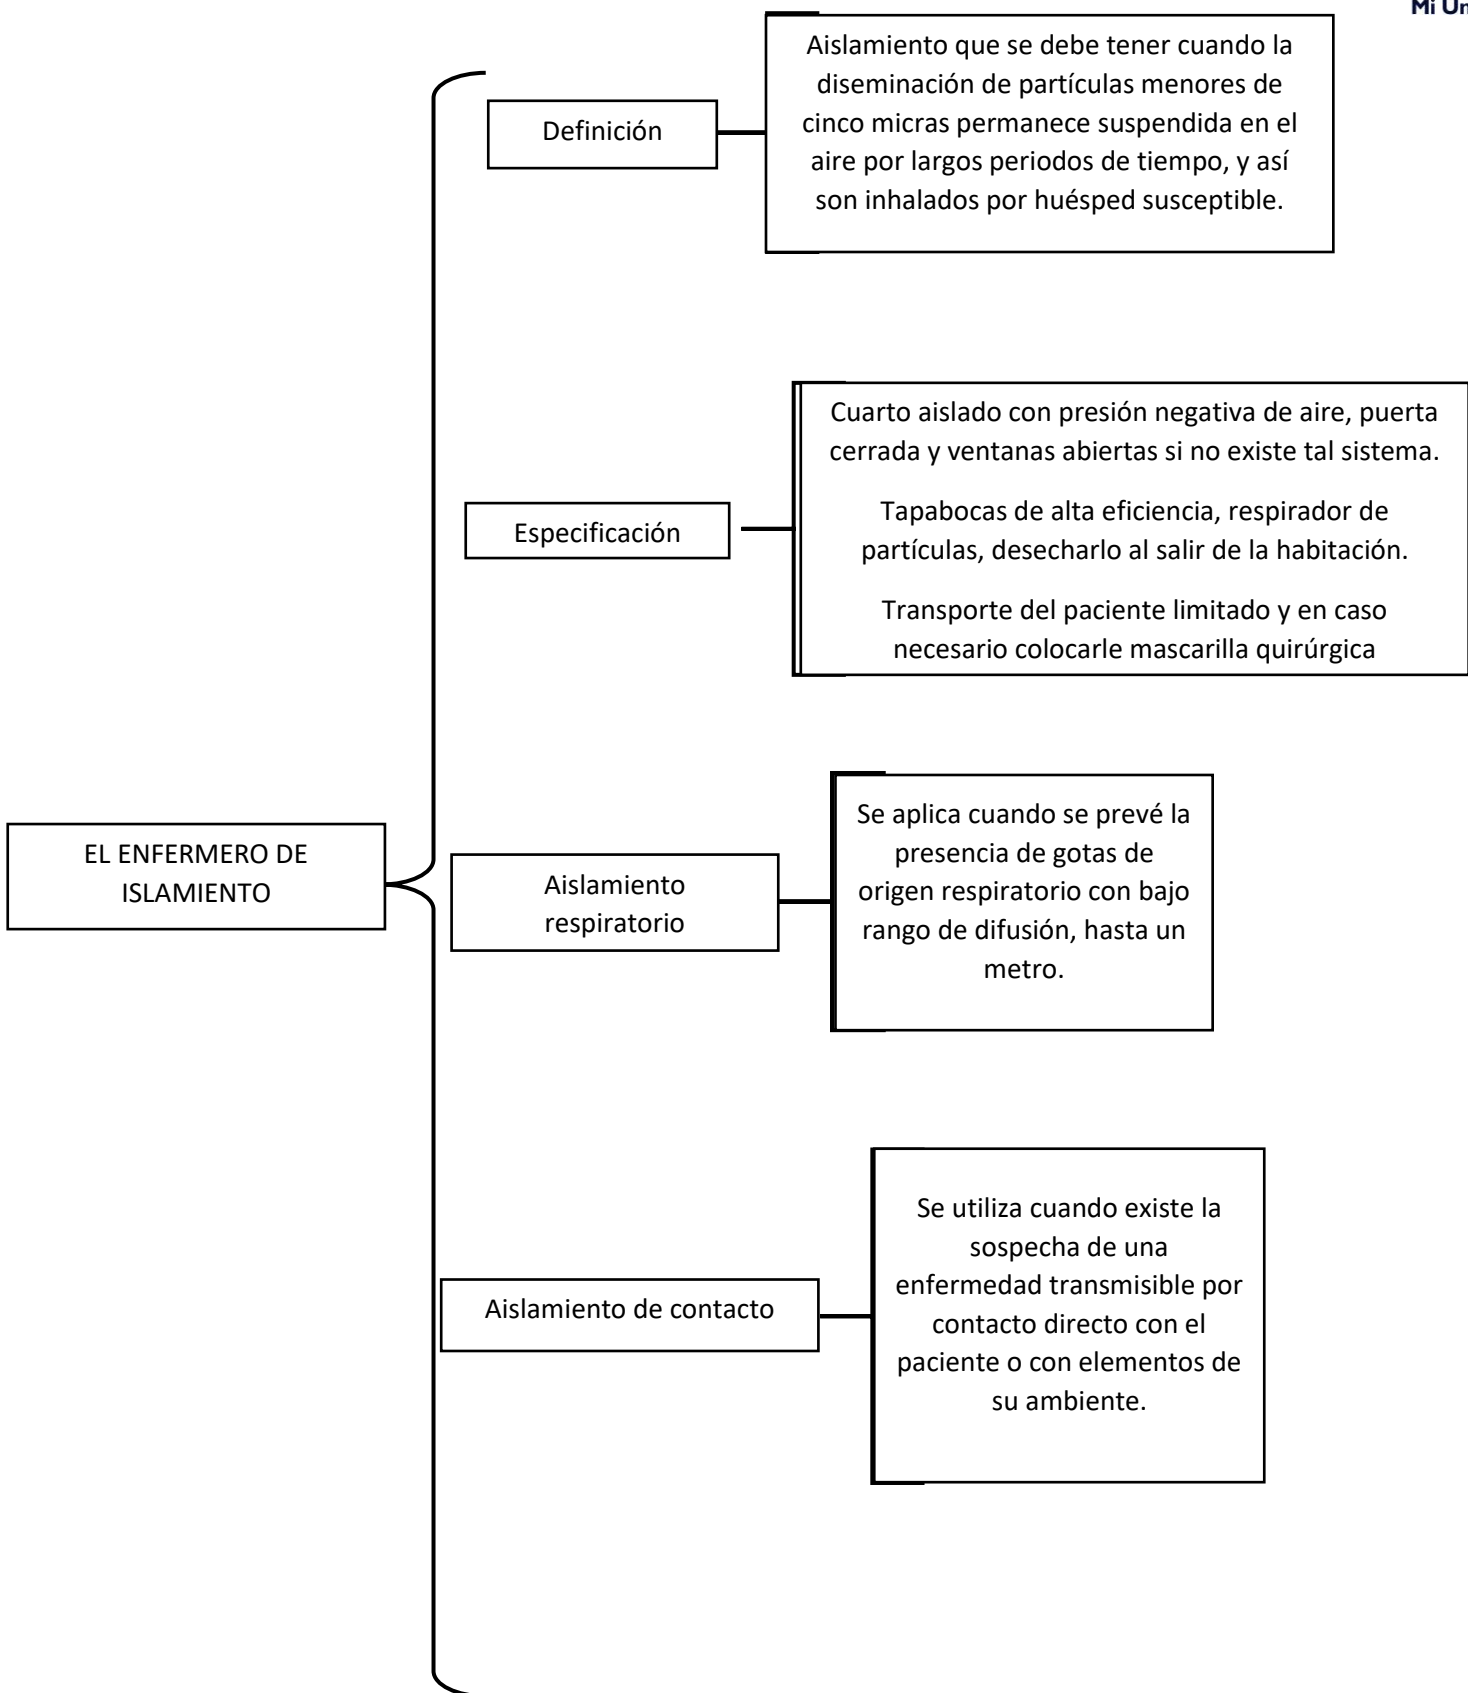 Mi Un
Definición
Aislamiento que se debe tener cuando la
diseminación de partículas menores de
cinco micras permanece suspendida en el
aire por largos periodos de tiempo, y así
son inhalados por huésped susceptible.
Especificación
Cuarto aislado con presión negativa de aire, puerta
cerrada y ventanas abiertas si no existe tal sistema.
Tapabocas de alta eficiencia, respirador de
partículas, desecharlo al salir de la habitación.
Transporte del paciente limitado y en caso
necesario colocarle mascarilla quirúrgica
EL ENFERMERO DE
ISLAMIENTO
Aislamiento
respiratorio
Se aplica cuando se prevé la
presencia de gotas de
origen respiratorio con bajo
rango de difusión, hasta un
metro.
Aislamiento de contacto
Se utiliza cuando existe la
sospecha de una
enfermedad transmisible por
contacto directo con el
paciente o con elementos de
su ambiente.